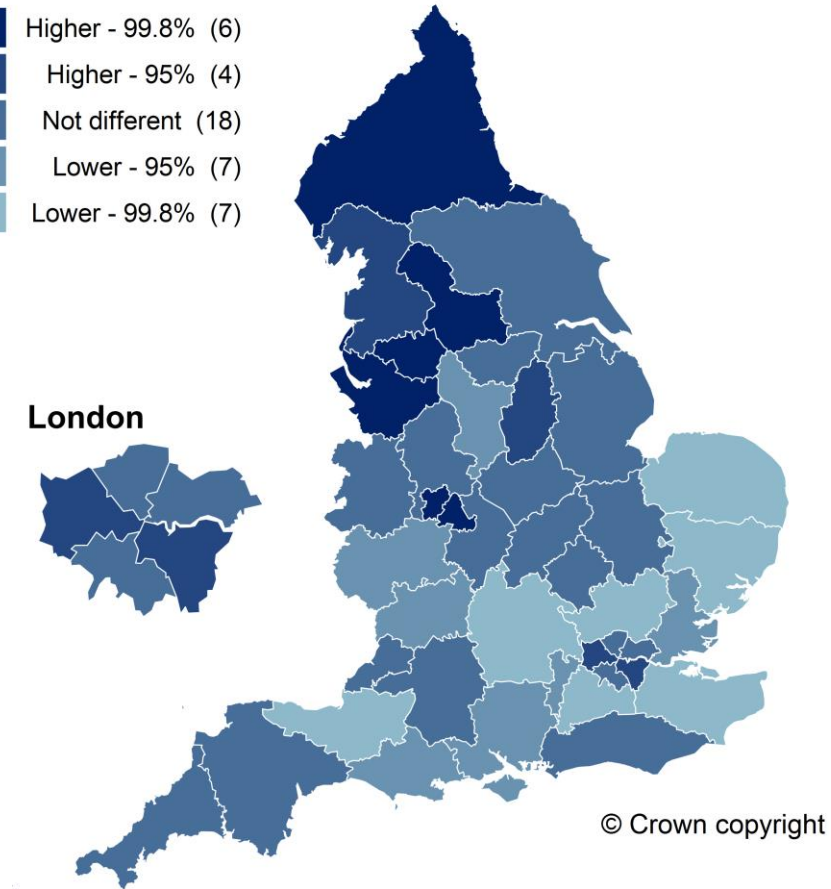 Higher - 99.8% (6)
Higher - 95% (4)
Not different (18)
Lower - 95% (7)
Lower - 99.8% (7)
London
© Crown copyright